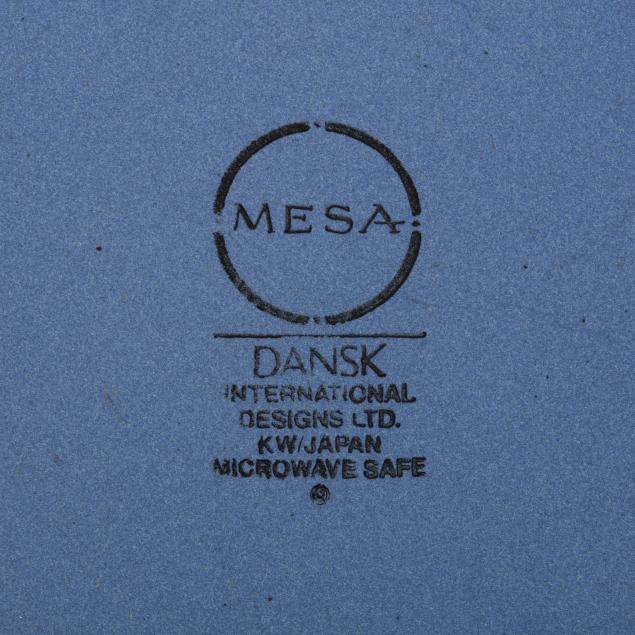 MESA
DANSK
INTERNATIONAL
DESIGNS LTD.
KW/JAPAN
MICROWAVE SAFE